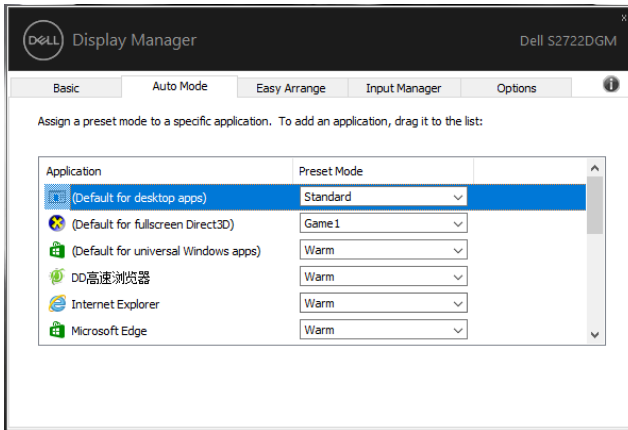 DELL Display Manager Dell S2722DGM
Basic Auto Mode Easy Arrange Input Manager Options
Assign a preset mode to a specific application. To add an application, drag it to the list:
Application Preset Mode
(Default for desktop apps) Standard
(Default for fullscreen Direct3D) Game1
(Default for universal Windows apps) Warm
DD高速浏览器 Warm
Internet Explorer Warm
Microsoft Edge Warm